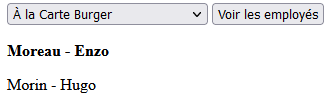 À la Carte Burger Voir les employés
Moreau - Enzo
Morin - Hugo